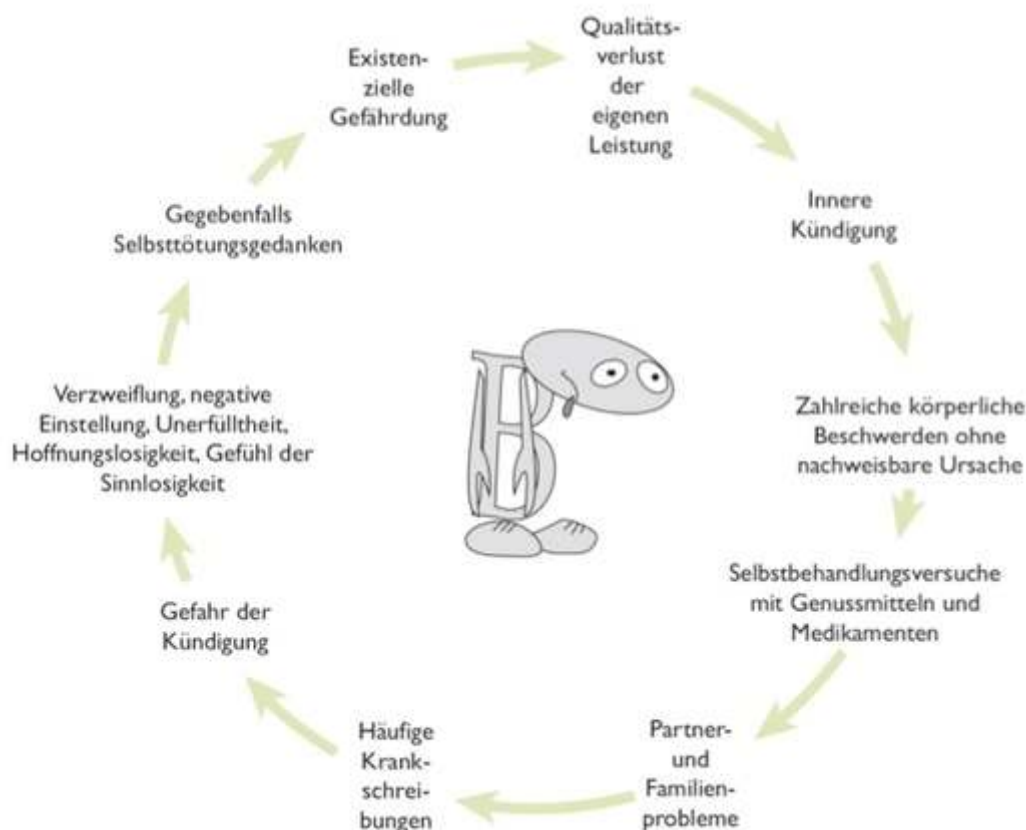 Qualitäts-
verlust
der
eigenen
Leistung
Innere
Kündigung
Zahlreiche körperliche
Beschwerden ohne
nachweisbare Ursache
Selbstbehandlungsversuche
mit Genussmitteln und
Medikamenten
Partner-
und
Familien-
probleme
Häufige
Krank-
schrei-
bungen
Gefahr der
Kündigung
Verzweiflung, negative
Einstellung, Unerfülltheit,
Hoffnungslosigkeit, Gefühl der
Sinnlosigkeit
Gegebenfalls
Selbsttötungsgedanken
Existen-
zielle
Gefährdung